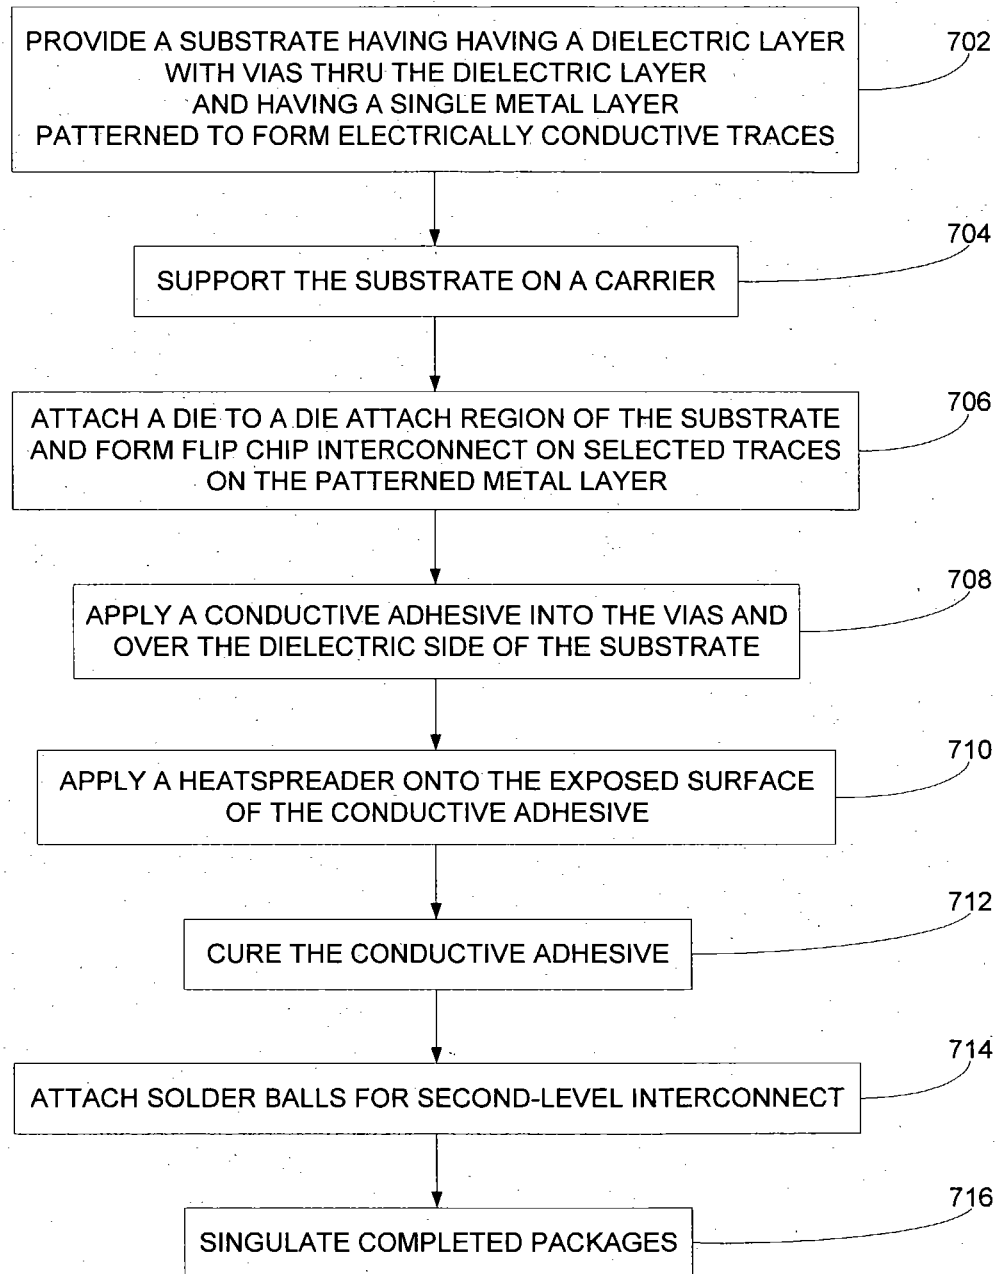 PROVIDE A SUBSTRATE HAVING HAVING A DIELECTRIC LAYER
WITH VIAS THRU THE DIELECTRIC LAYER
AND HAVING A SINGLE METAL LAYER
PATTERNED TO FORM ELECTRICALLY CONDUCTIVE TRACES
702
SUPPORT THE SUBSTRATE ON A CARRIER
704
ATTACH A DIE TO A DIE ATTACH REGION OF THE SUBSTRATE
AND FORM FLIP CHIP INTERCONNECT ON SELECTED TRACES
ON THE PATTERNED METAL LAYER
706
APPLY A CONDUCTIVE ADHESIVE INTO THE VIAS AND
OVER THE DIELECTRIC SIDE OF THE SUBSTRATE
708
APPLY A HEATSPREADER ONTO THE EXPOSED SURFACE
OF THE CONDUCTIVE ADHESIVE
710
CURE THE CONDUCTIVE ADHESIVE
712
ATTACH SOLDER BALLS FOR SECOND-LEVEL INTERCONNECT
714
SINGULATE COMPLETED PACKAGES
716